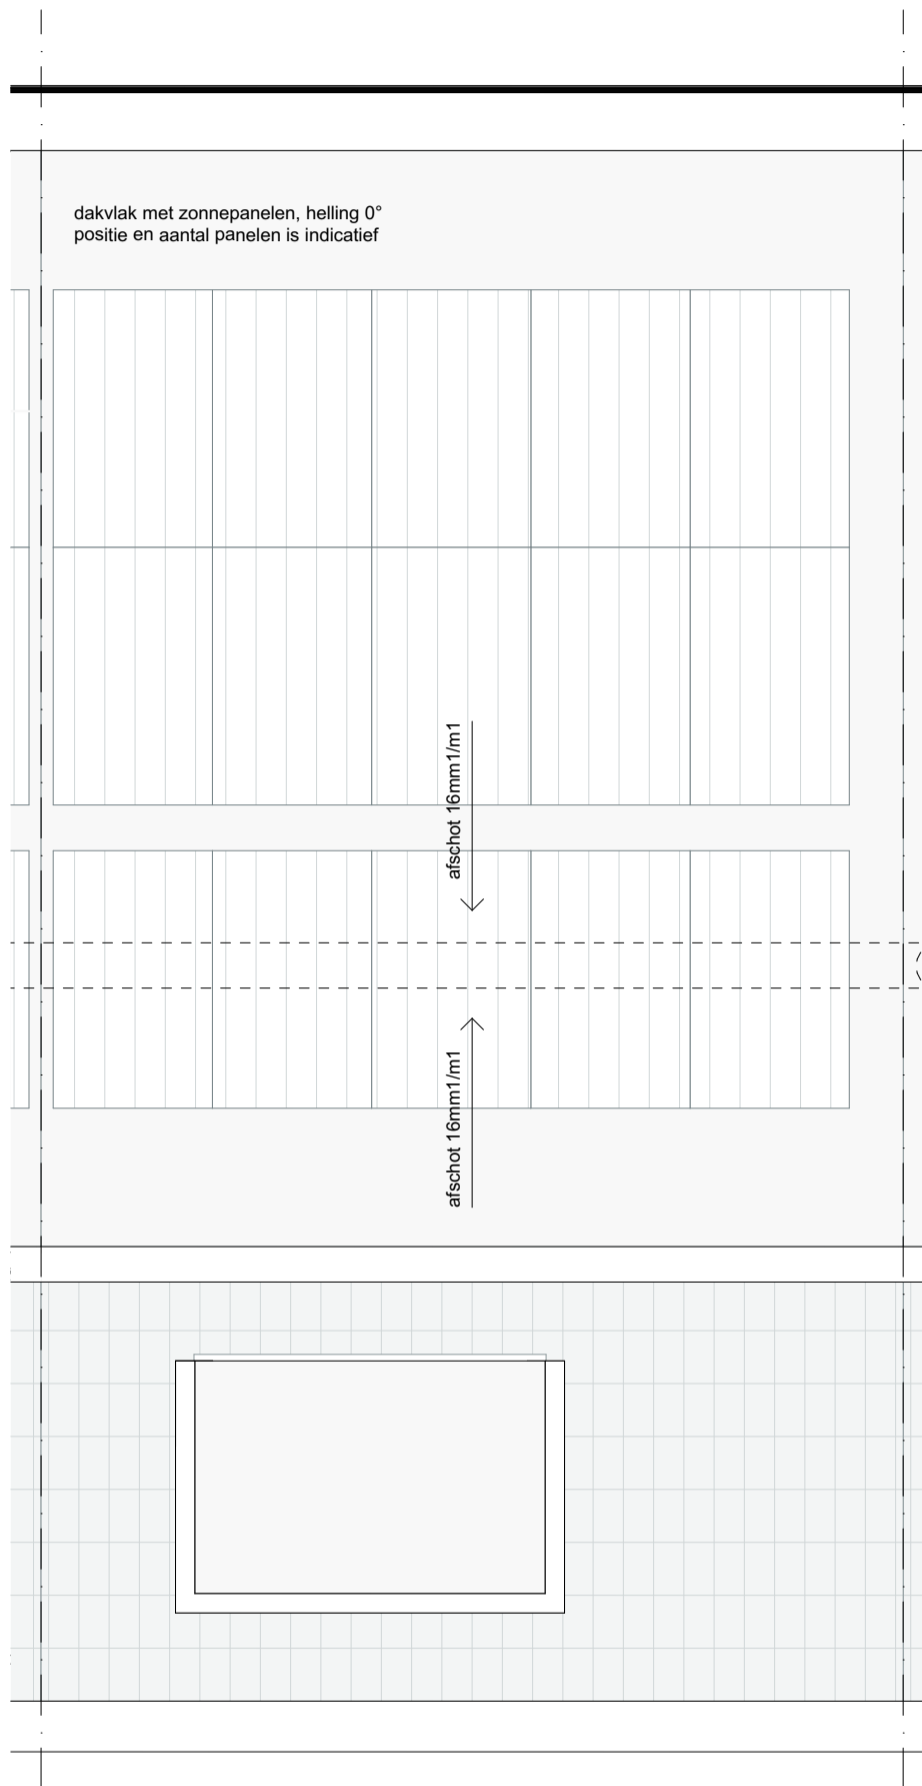 dakvlak met zonnepanelen, helling 0°
positie en aantal panelen is indicatief
afschot 16mm1/m1
afschot 16mm1/m1